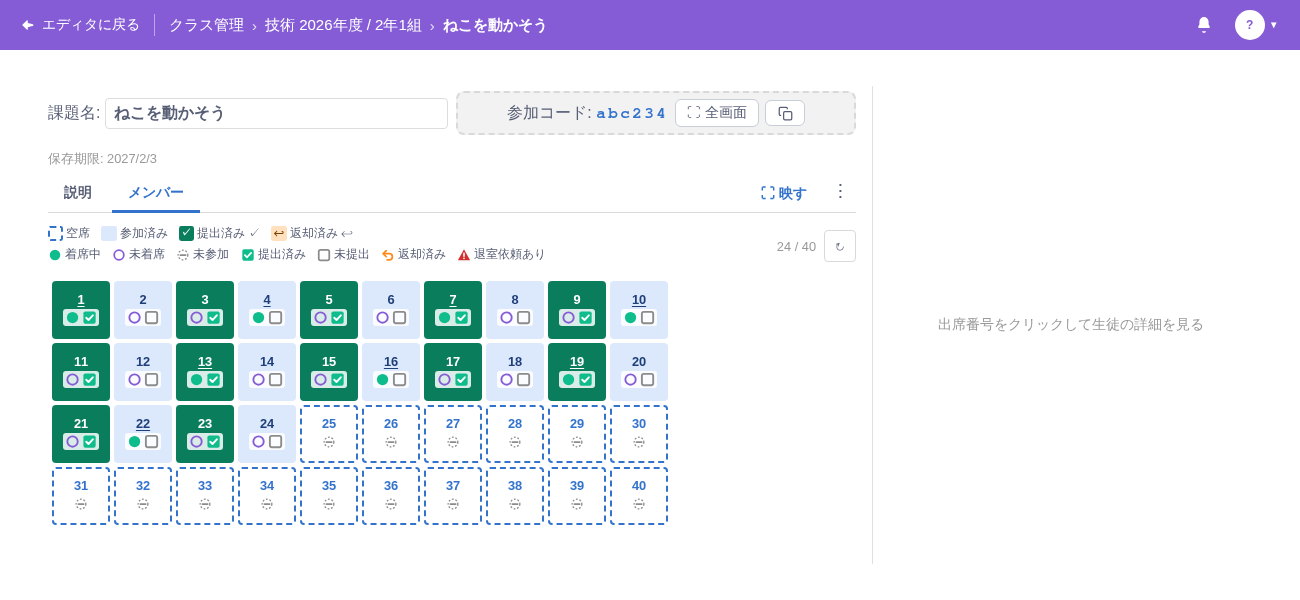 エディタに戻る クラス管理 › 技術 2026年度 / 2年1組 › ねこを動かそう ?
課題名: ねこを動かそう 参加コード: abc234 全画面
保存期限: 2027/2/3
説明 メンバー 映す
空席 参加済み 提出済み 返却済み
着席中 未着席 未参加 提出済み 未提出 返却済み 退室依頼あり 24 / 40
1 2 3 4 5 6 7 8 9 10
11 12 13 14 15 16 17 18 19 20
21 22 23 24 25 26 27 28 29 30
31 32 33 34 35 36 37 38 39 40
出席番号をクリックして生徒の詳細を見る